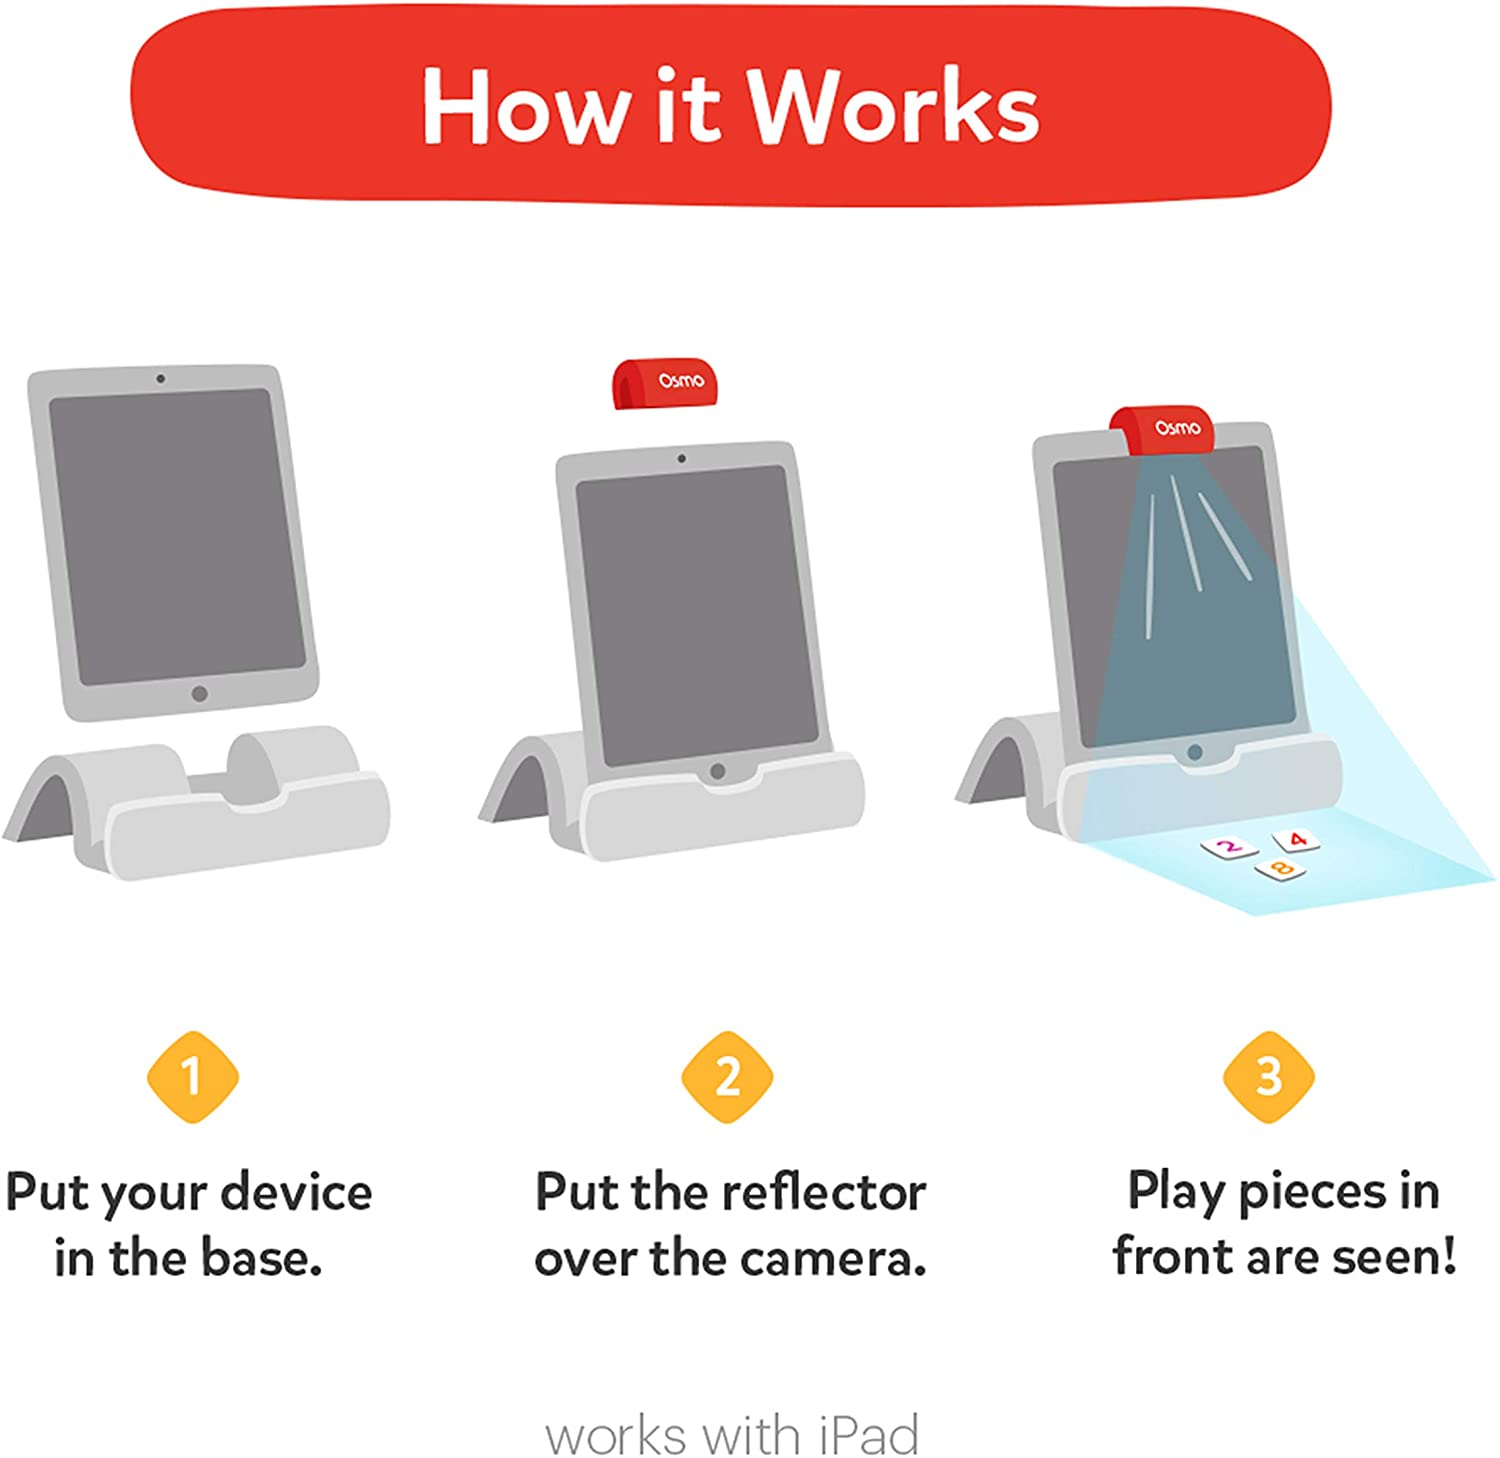 How it Works
Osmo
Osmo
2
4
8
1
2
3
Put your device
in the base.
Put the reflector
over the camera.
Play pieces in
front are seen!
works with iPad